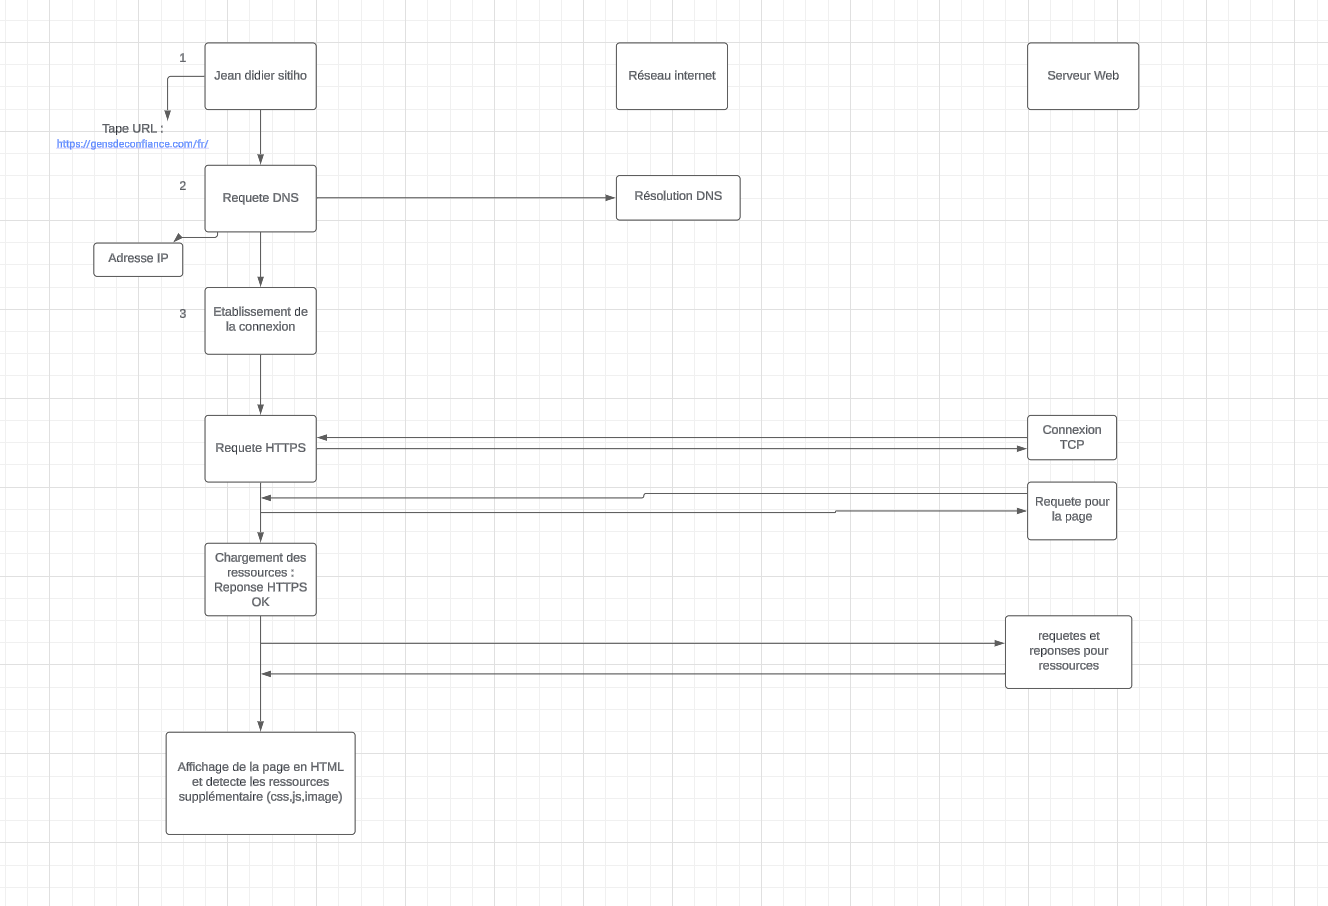 1
Jean didier sitiho
Réseau internet
Serveur Web
Tape URL :
https://gensdeconfiance.com/fr/
2
Requete DNS
Résolution DNS
Adresse IP
3
Etablissement de
la connexion
Requete HTTPS
Connexion
TCP
Requete pour
la page
Chargement des
ressources :
Reponse HTTPS
OK
requetes et
reponses pour
ressources
Affichage de la page en HTML
et detecte les ressources
supplémentaire (css,js,image)